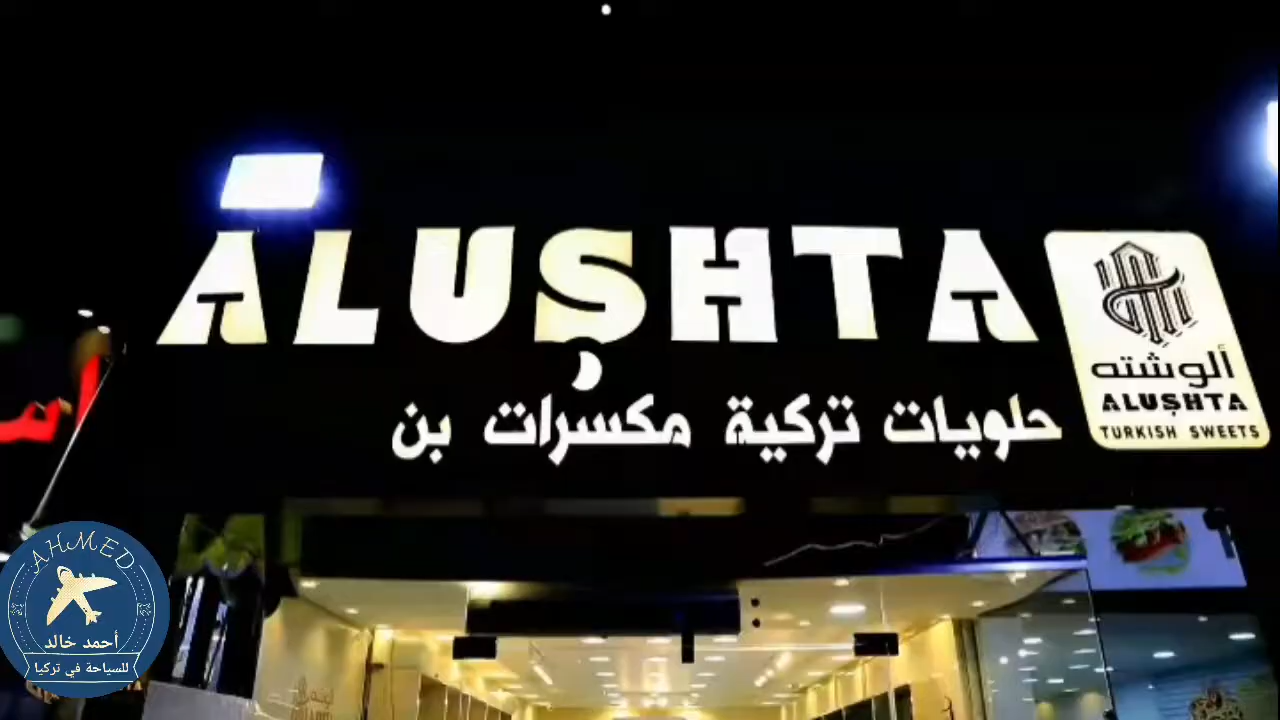 ALUŞHTA
حلويات تركية مكسرات بن
ألوشته
ALUŞHTA
TURKISH SWEETS
AHMED
أحمد خالد
للسياحة في تركيا